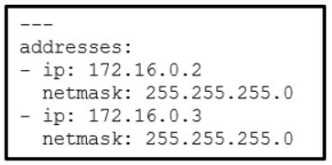 ---
addresses:
- ip: 172.16.0.2
  netmask: 255.255.255.0
- ip: 172.16.0.3
  netmask: 255.255.255.0